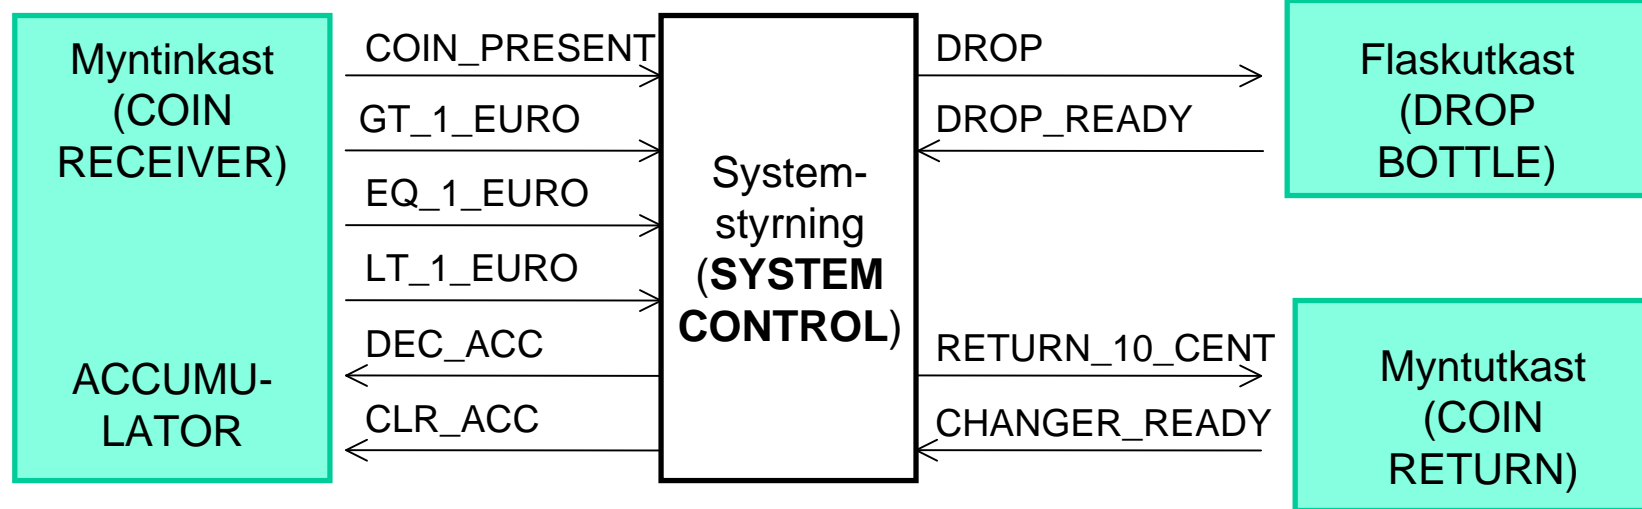 Myntinkast
(COIN
RECEIVER)
ACCUMU-
LATOR
COIN_PRESENT
GT_1_EURO
EQ_1_EURO
LT_1_EURO
DEC_ACC
CLR_ACC
System-
styrning
(SYSTEM
CONTROL)
DROP
DROP_READY
RETURN_10_CENT
CHANGER_READY
Flaskutkast
(DROP
BOTTLE)
Myntutkast
(COIN
RETURN)